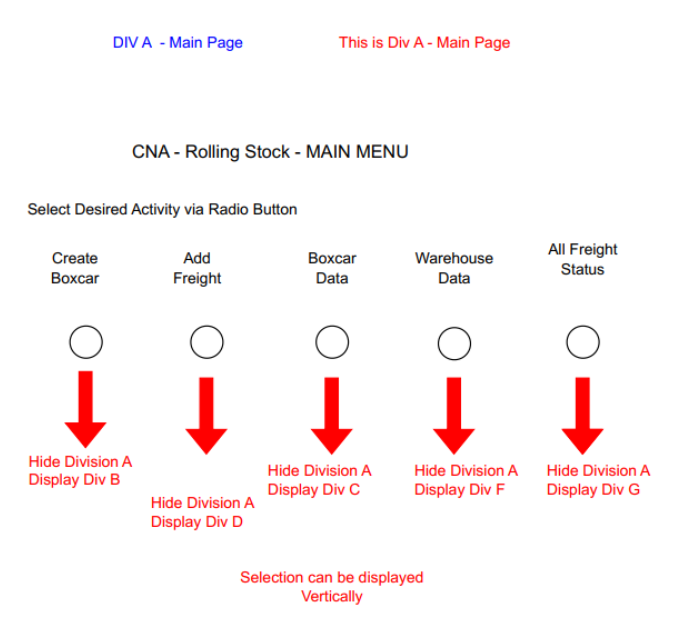 DIV A - Main Page
This is Div A - Main Page
CNA - Rolling Stock - MAIN MENU
Select Desired Activity via Radio Button
Create
Boxcar
Add
Freight
Boxcar
Data
Warehouse
Data
All Freight
Status
Hide Division A
Display Div B
Hide Division A
Display Div D
Hide Division A
Display Div C
Hide Division A
Display Div F
Hide Division A
Display Div G
Selection can be displayed
Vertically